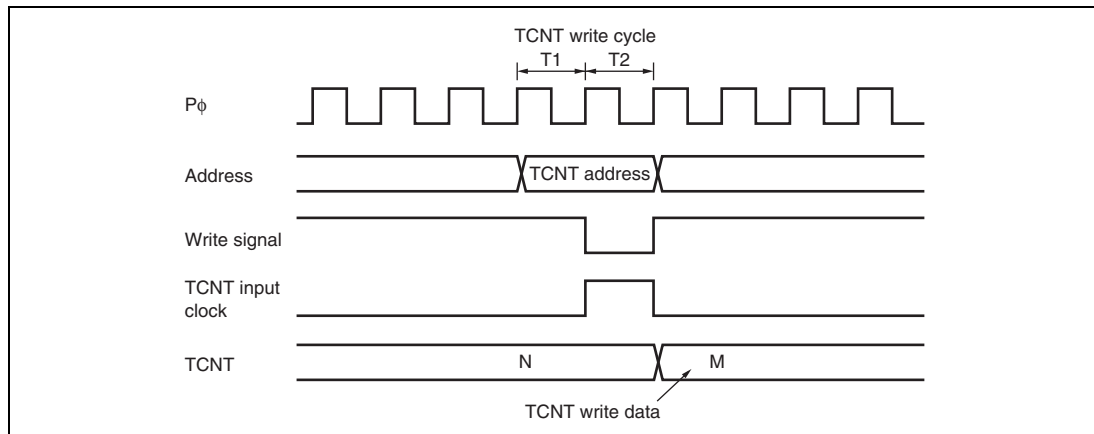 TCNT write cycle
T1 T2
Pϕ
Address
TCNT address
Write signal
TCNT input
clock
TCNT
N M
TCNT write data